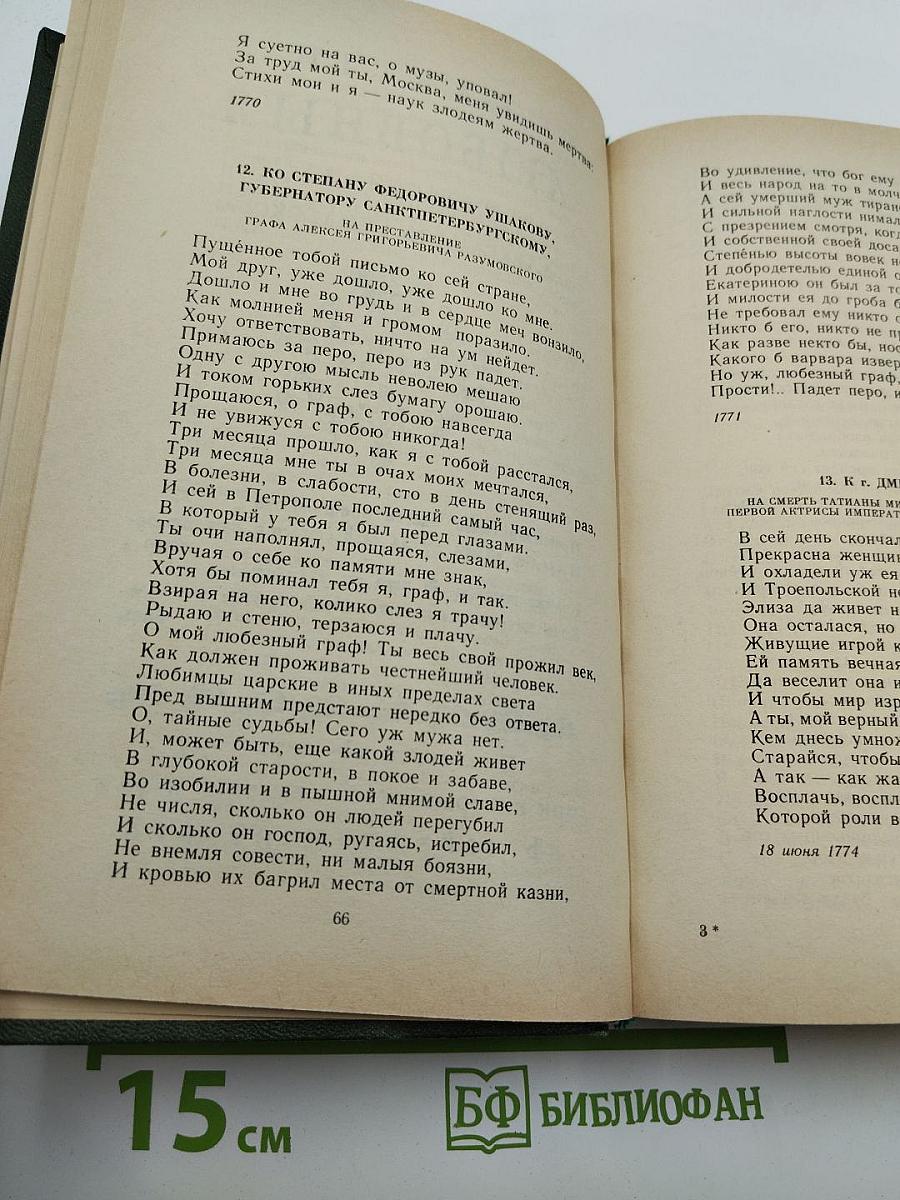 Я суетно на вас, о музы, уповал!
За труд мой ты, Москва, меня увидишь мертва:
Стихи мои и я — наук злодеям жертва.
1770
12. КО СТЕПАНУ ФЕДОРОВИЧУ УШАКОВУ,
ГУБЕРНАТОРУ САНКТПЕТЕРБУРГСКОМУ,
НА ПРЕСТАВЛЕНИЕ
ГРАФА АЛЕКСЕЯ ГРИГОРЬЕВИЧА РАЗУМОВСКОГО
Пуще́нное тобой письмо ко сей стране,
Мой друг, уже дошло, уже дошло ко мне.
Дошло и мне во грудь и в сердце меч вонзило,
Как молнией меня и громом поразило.
Хочу ответствовать, ничто на ум нейдет.
Примаюсь за перо, перо из рук падет.
Одну с другою мысль неволею мешаю
И током горьких слез бумагу орошаю.
Прощаюся, о граф, с тобою навсегда
И не увижуся с тобою никогда!
Три месяца прошло, как я с тобой расстался,
Три месяца мне ты в очах моих мечтался,
В болезни, в слабости, сто в день стенящий раз,
И сей в Петрополе последний самый час,
В который у тебя я был перед глазами.
Ты очи наполнял, прощаяся, слезами,
Вручая о себе ко памяти мне знак,
Хотя бы поминал тебя я, граф, и так.
Взирая на него, колико слез я трачу!
Рыдаю и стеню, терзаюся и плачу.
О мой любезный граф! Ты весь свой прожил век,
Как должен проживать честнейший человек.
Любимцы царские в иных пределах света
Пред вышним предстают нередко без ответа.
О, тайные судьбы! Сего уж мужа нет.
И, может быть, еще какой злодей живет
В глубокой старости, в покое и забаве,
Во изобилии и в пышной мнимой славе,
Не числя, сколько он людей перегубил
И сколько он господ, ругаясь, истребил,
Не внемля совести, ни малыя боязни,
И кровью их багрил места от смертной казни,
66
Во удивление, что бог ему
И весь народ на то в молч
А сей умерший муж тиран
И сильной наглости нимал
С презрением смотря, ког
И собственной своей доса
Степе́нью высоты вовек н
И добродетелью единой с
Екатериною он был за то
И милости ея до гроба б
Не требовал ему никто
Никто б его, никто не пр
Как разве некто бы, нос
Какого б варвара извер
Но уж, любезный граф,
Прости!.. Падет перо, и
1771
13. К г. ДМ
НА СМЕРТЬ ТАТИАНЫ МИ
ПЕРВОЙ АКТРИСЫ ИМПЕРАТ
В сей день скончал
Прекрасна женщин
И охладели уж ея
И Троепольской не
Элиза да живет н
Она осталася, но
Живущие игрой к
Ей память вечная
Да веселит она и
И чтобы мир изр
А ты, мой верный
Кем днесь умнож
Старайся, чтобы
А так — как жа
Восплачь, воспл
Которой роли в
18 июня 1774
3 *
15 см
БФ БИБЛИОФАН